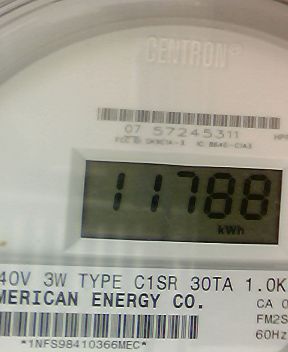 CENTRON®
07 57245311
11788
kWh
40V 3W TYPE C1SR 30TA 1.0K
MERICAN ENERGY CO.
CA 0
FM2S
60Hz
*1NFS98410366MEC*